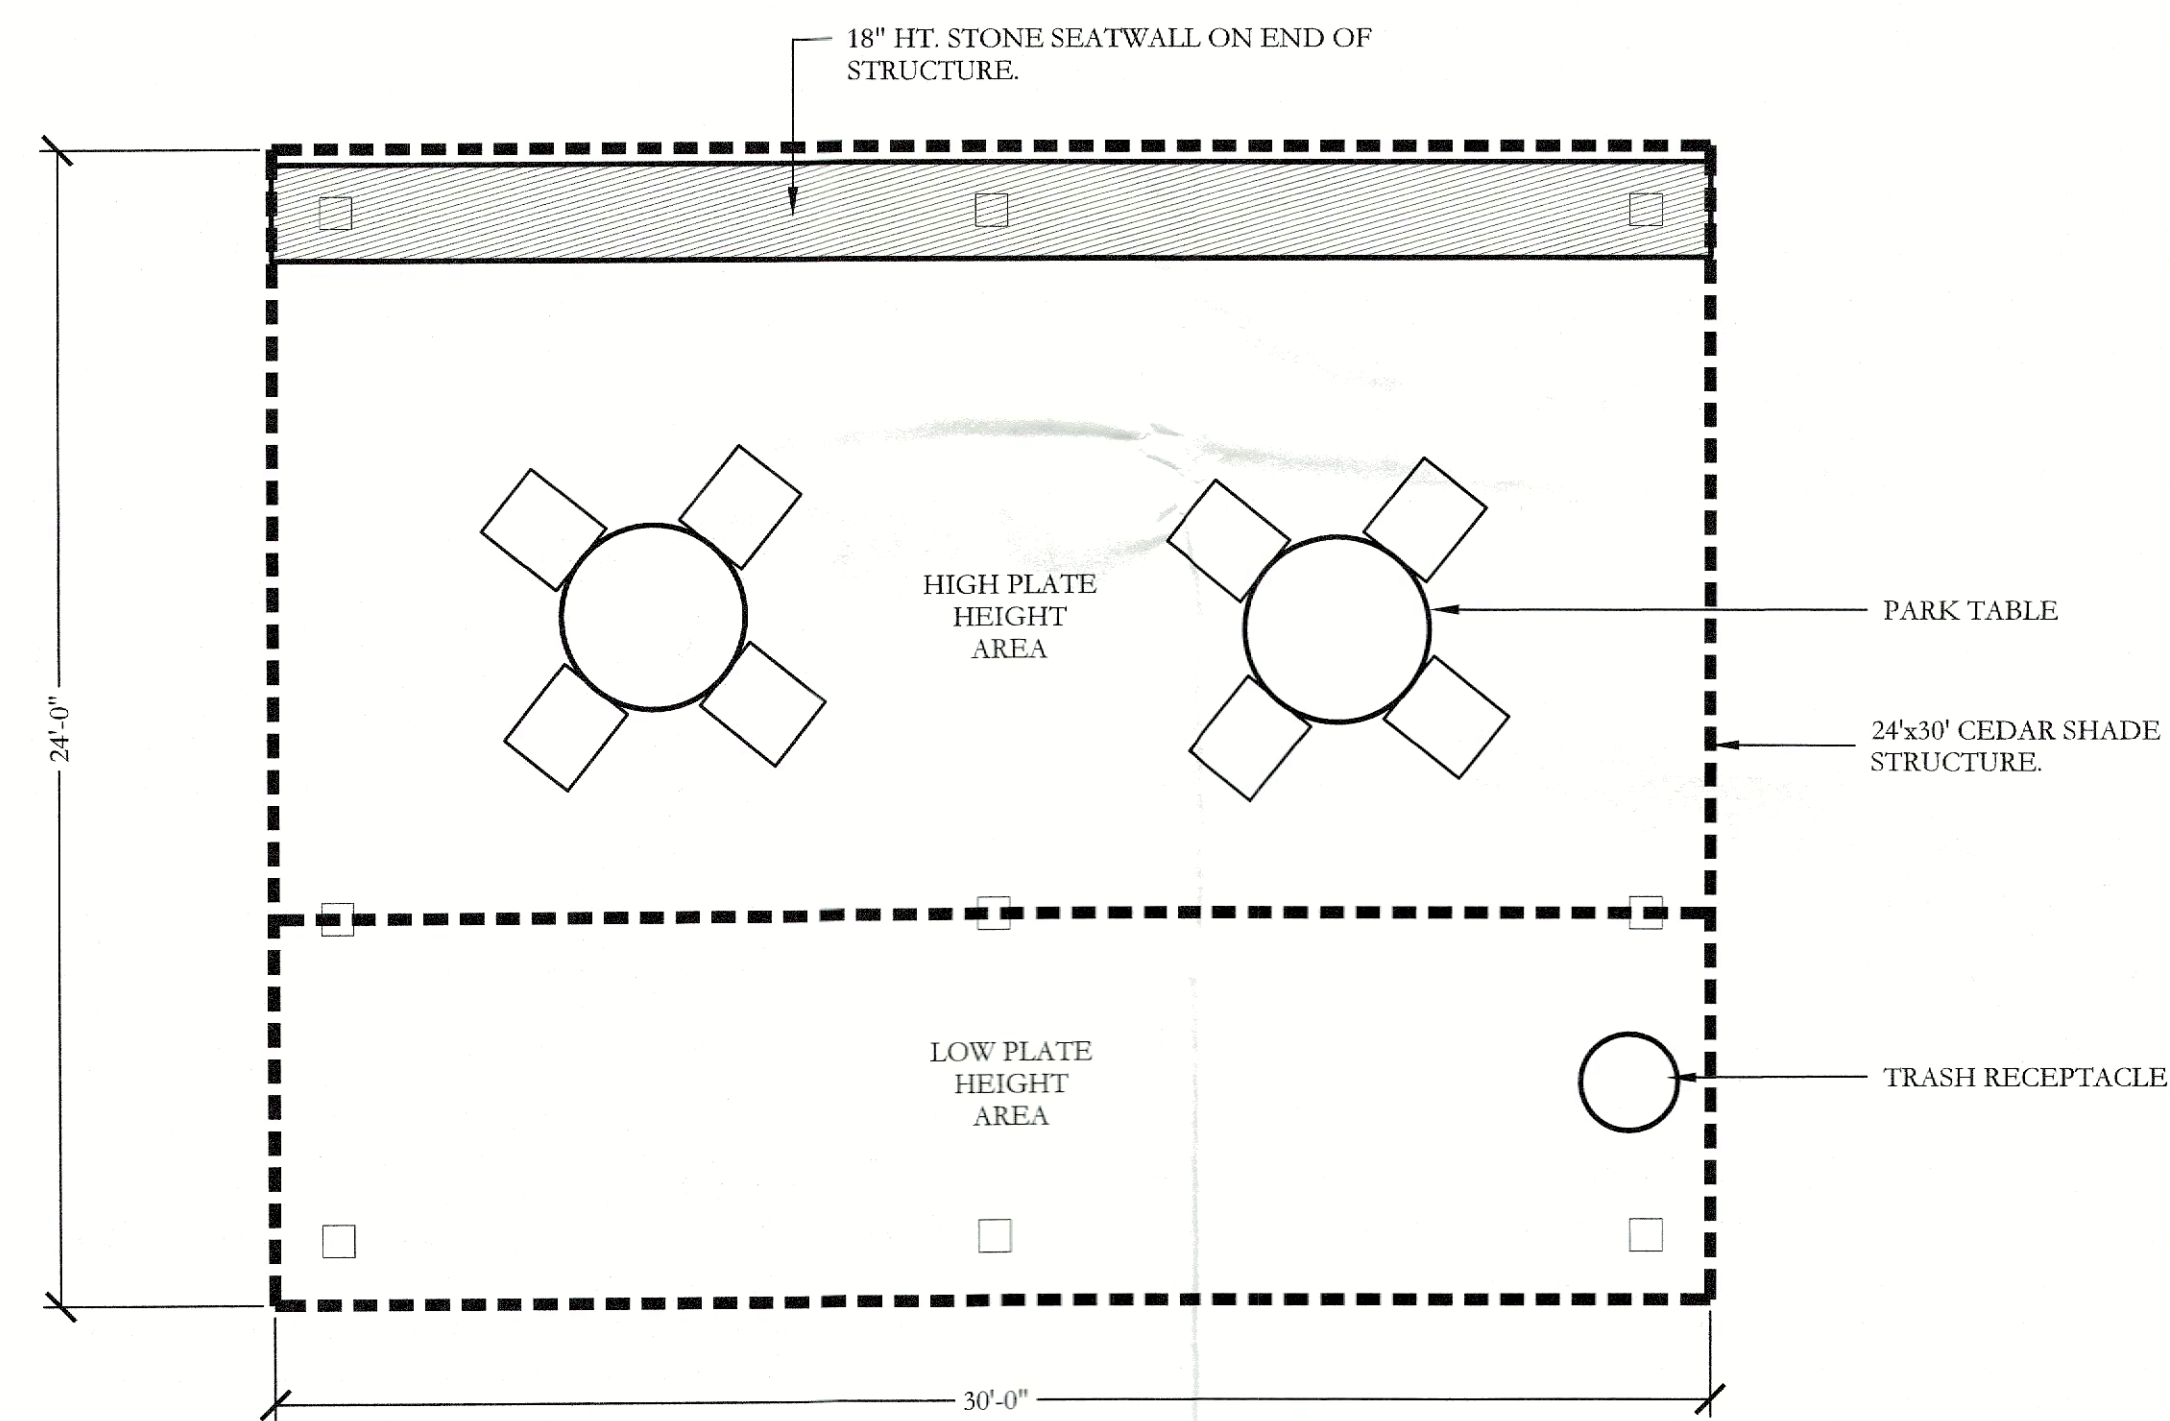 18" HT. STONE SEATWALL ON END OF
STRUCTURE.
HIGH PLATE
HEIGHT
AREA
PARK TABLE
24'-0"
24'x30' CEDAR SHADE
STRUCTURE.
LOW PLATE
HEIGHT
AREA
TRASH RECEPTACLE
30'-0"